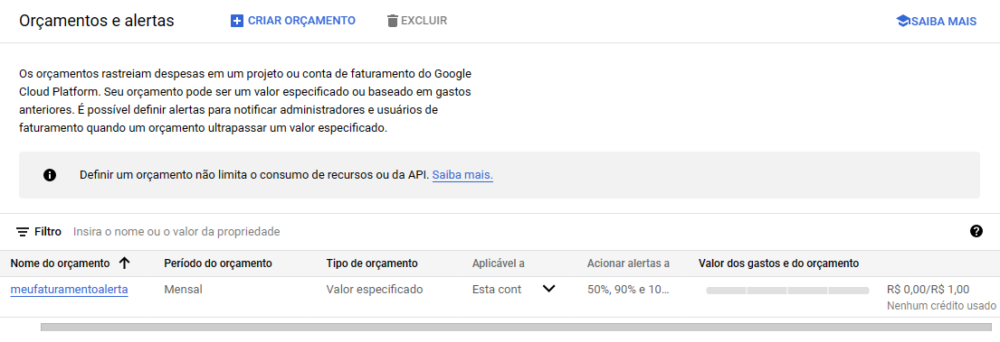 Orçamentos e alertas
CRIAR ORÇAMENTO
EXCLUIR
SAIBA MAIS
Os orçamentos rastreiam despesas em um projeto ou conta de faturamento do Google
Cloud Platform. Seu orçamento pode ser um valor especificado ou baseado em gastos
anteriores. É possível definir alertas para notificar administradores e usuários de
faturamento quando um orçamento ultrapassar um valor especificado.
Definir um orçamento não limita o consumo de recursos ou da API. Saiba mais.
Filtro Insira o nome ou o valor da propriedade
Nome do orçamento Período do orçamento Tipo de orçamento Aplicável a Acionar alertas a Valor dos gastos e do orçamento
meufaturamentoalerta Mensal Valor especificado Esta cont 50%, 90% e 10... R$ 0,00/R$ 1,00
Nenhum crédito usado